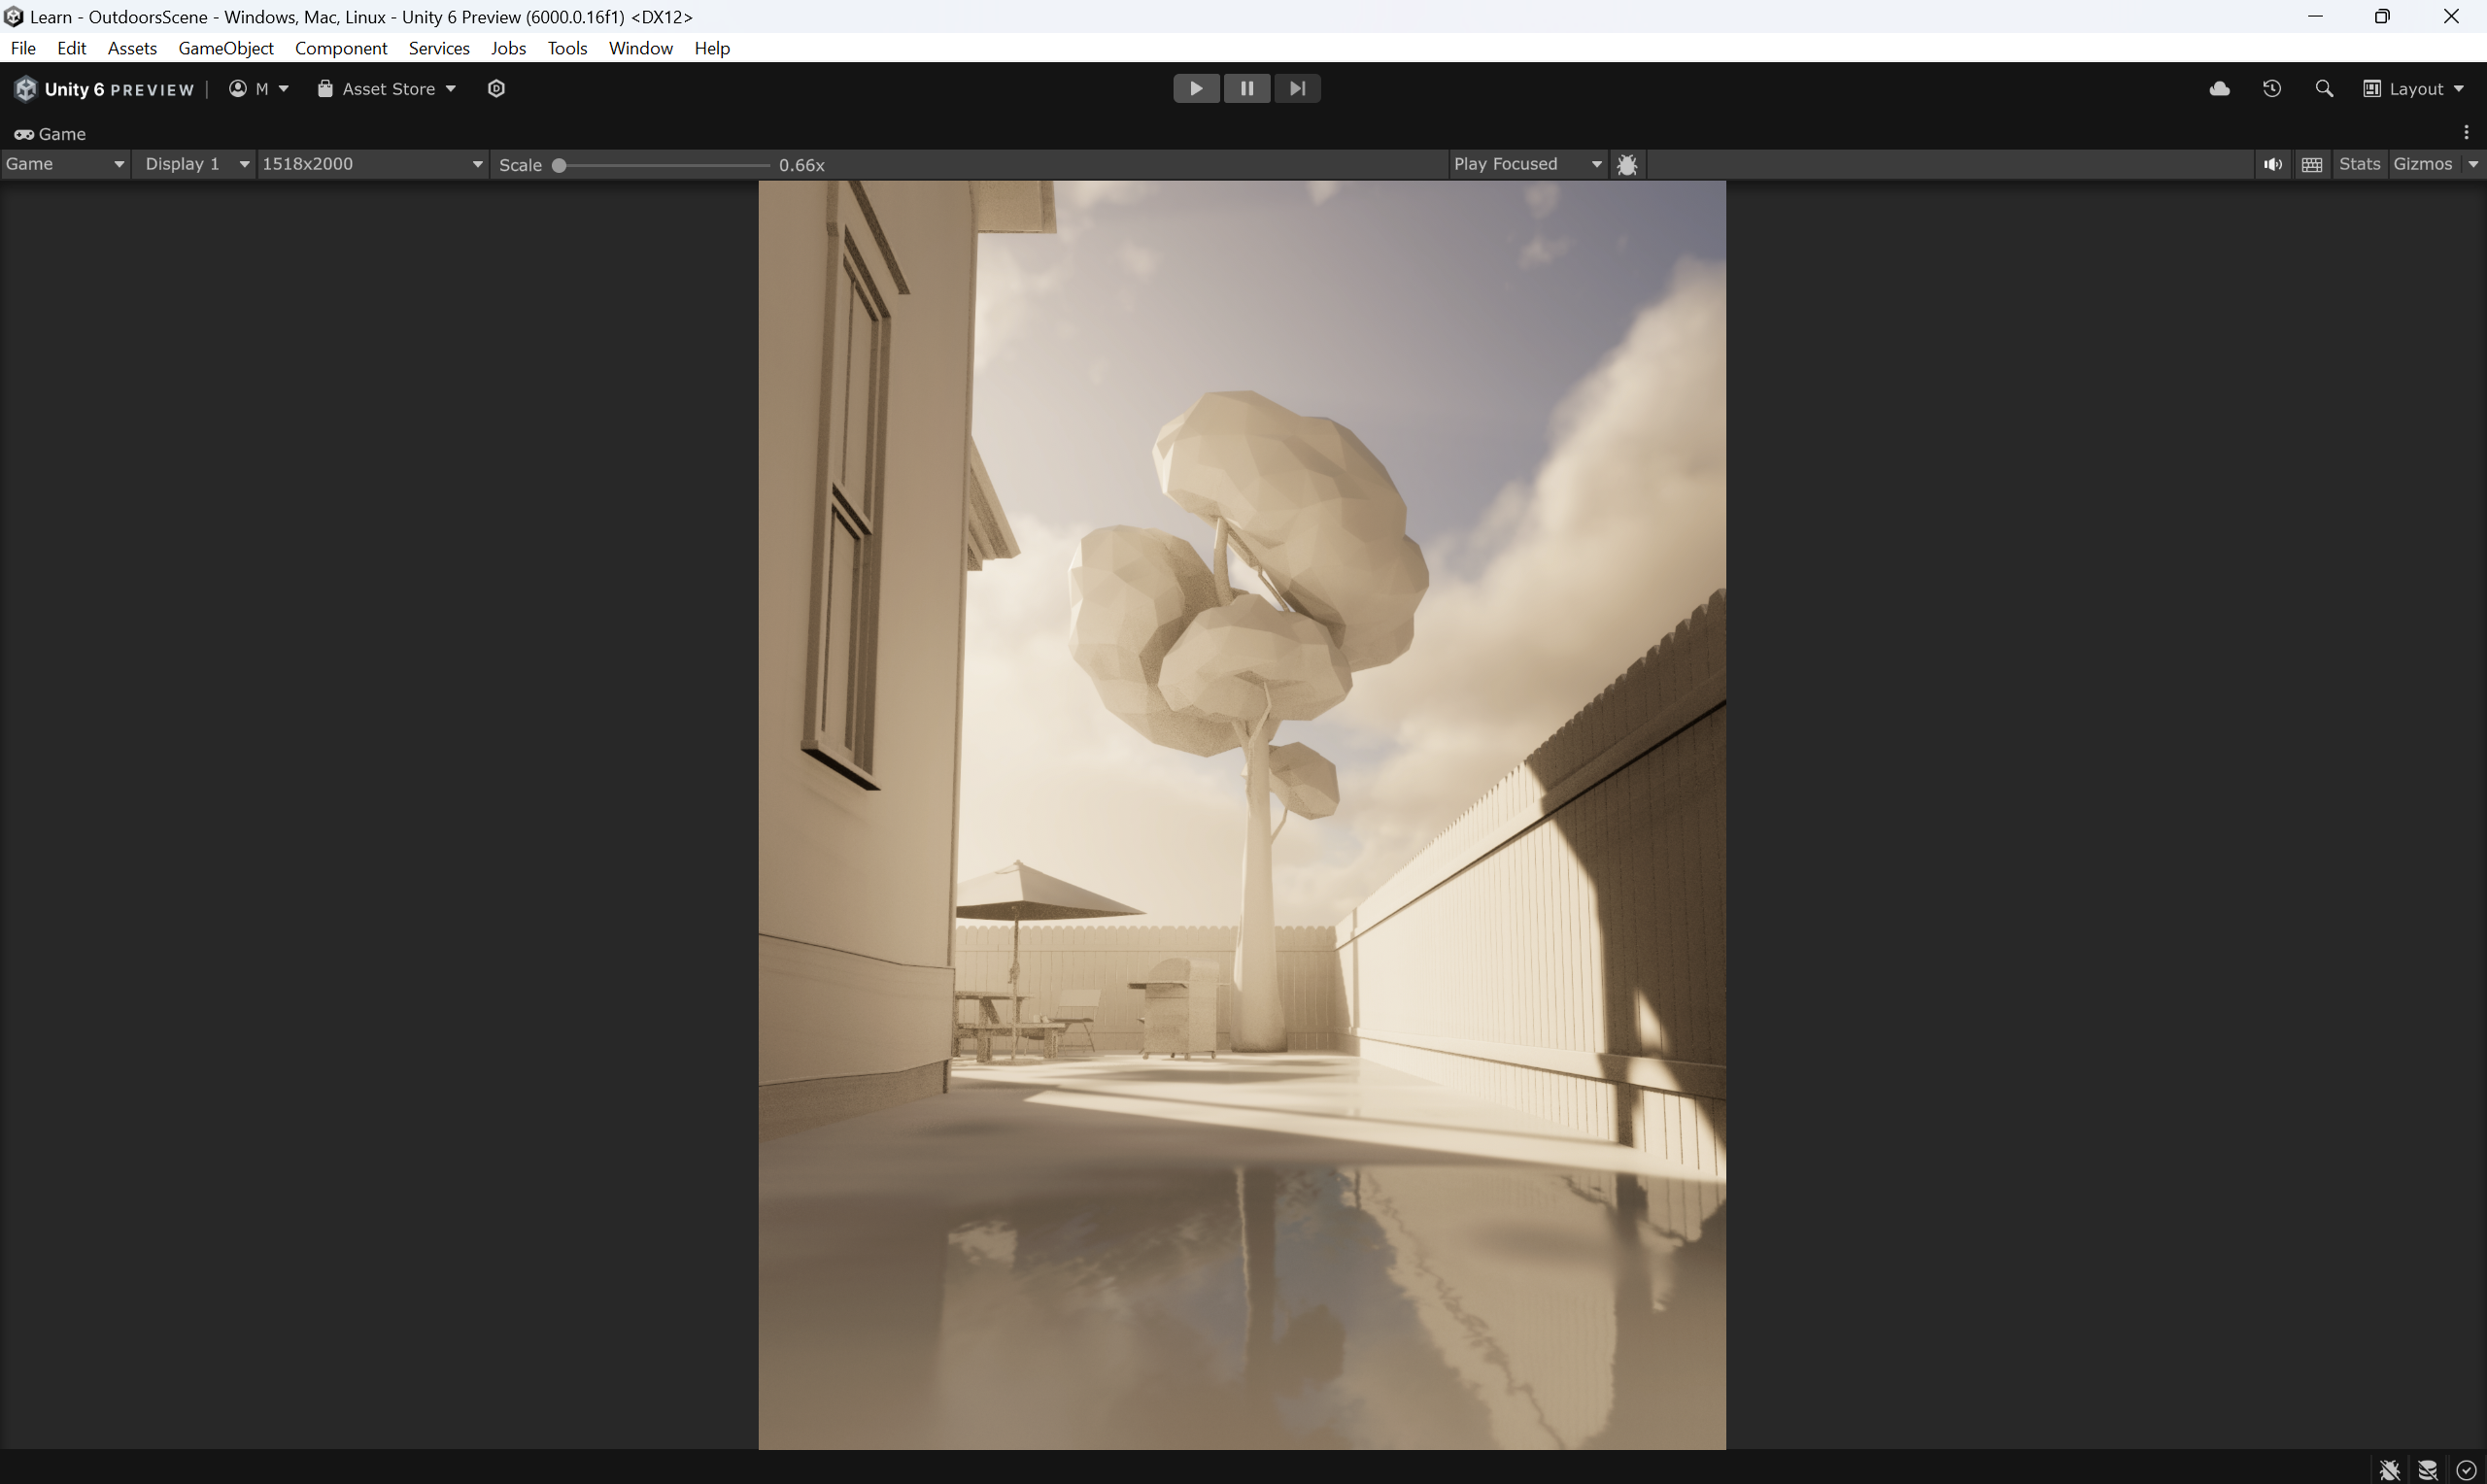 Learn - OutdoorsScene - Windows, Mac, Linux - Unity 6 Preview (6000.0.16f1) <DX12>
File Edit Assets GameObject Component Services Jobs Tools Window Help
Unity 6 PREVIEW M Asset Store Layout
Game
Game Display 1 1518x2000 Scale 0.66x Play Focused Stats Gizmos